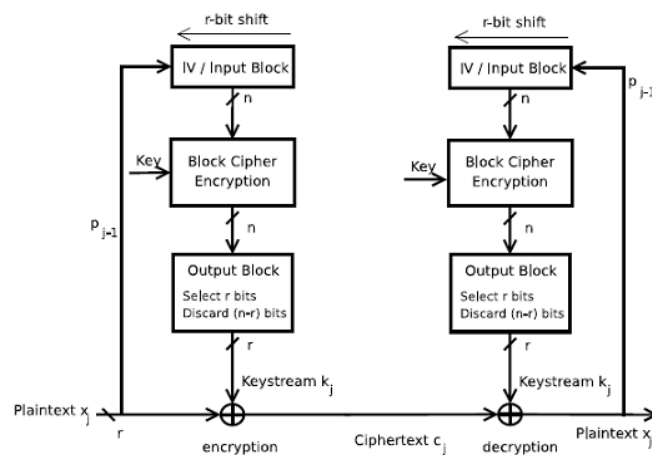 r-bit shift
IV / Input Block
n
Key
Block Cipher
Encryption
n
p j-1
Output Block
Select r bits
Discard (n-r) bits
r
Keystream k j
Plaintext x j
r
encryption
r-bit shift
IV / Input Block
p j-1
n
Key
Block Cipher
Encryption
n
Output Block
Select r bits
Discard (n-r) bits
r
Keystream k j
Ciphertext c j
decryption
Plaintext x j